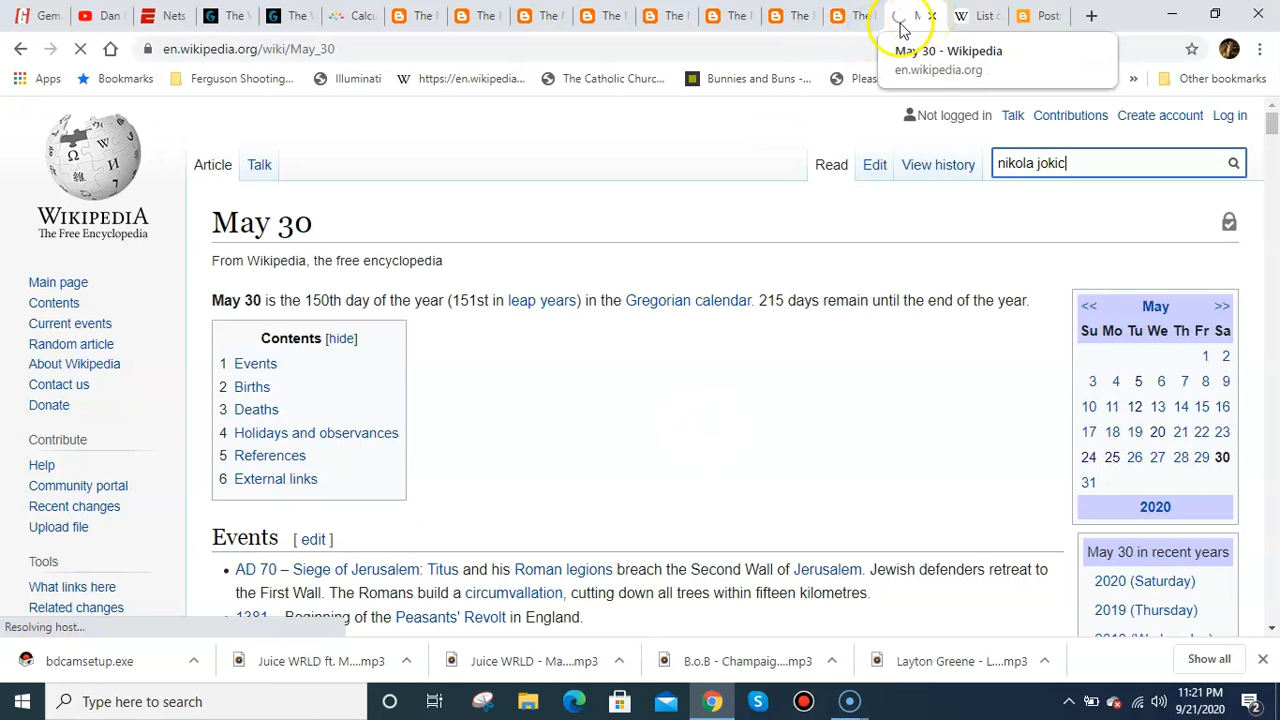 Gem
Dan
Nets
The V
The V
Calcu
The
The
The
The
The
The
The
The
M
List o
Post
en.wikipedia.org/wiki/May_30
Apps Bookmarks Ferguson Shooting... Illuminati https://en.wikipedia... The Catholic Church... Bunnies and Buns -... Pleas » Other bookmarks
May 30 - Wikipedia
en.wikipedia.org
Not logged in Talk Contributions Create account Log in
Article Talk Read Edit View history nikola jokic
WIKIPEDIA
The Free Encyclopedia
Main page
Contents
Current events
Random article
About Wikipedia
Contact us
Donate
Contribute
Help
Community portal
Recent changes
Upload file
Tools
What links here
Related changes
May 30
From Wikipedia, the free encyclopedia
May 30 is the 150th day of the year (151st in leap years) in the Gregorian calendar. 215 days remain until the end of the year.
Contents [hide]
1 Events
2 Births
3 Deaths
4 Holidays and observances
5 References
6 External links
<< May >>
Su Mo Tu We Th Fr Sa
1 2
3 4 5 6 7 8 9
10 11 12 13 14 15 16
17 18 19 20 21 22 23
24 25 26 27 28 29 30
31
2020
May 30 in recent years
2020 (Saturday)
2019 (Thursday)
Events [ edit ]
AD 70 – Siege of Jerusalem: Titus and his Roman legions breach the Second Wall of Jerusalem. Jewish defenders retreat to
the First Wall. The Romans build a circumvallation, cutting down all trees within fifteen kilometres.
1381 – Beginning of the Peasants' Revolt in England.
Resolving host...
bdcamsetup.exe Juice WRLD ft. M....mp3 Juice WRLD - Ma....mp3 B.o.B - Champaig....mp3 Layton Greene - L....mp3 Show all
Type here to search
11:21 PM
9/21/2020
2